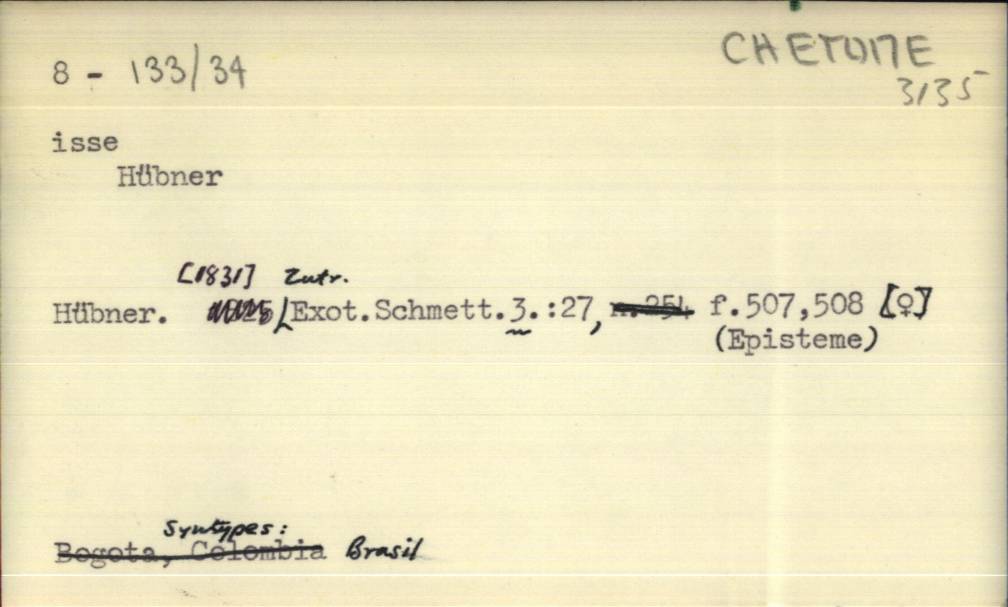 CHETONE
8 - 133/34
3135
isse
Hübner
[1831] Zutr.
Hübner. Exot.Schmett.3.:27, n.254 f.507,508 [♀]
(Episteme)
Syntypes:
Bogota, Colombia Brasil